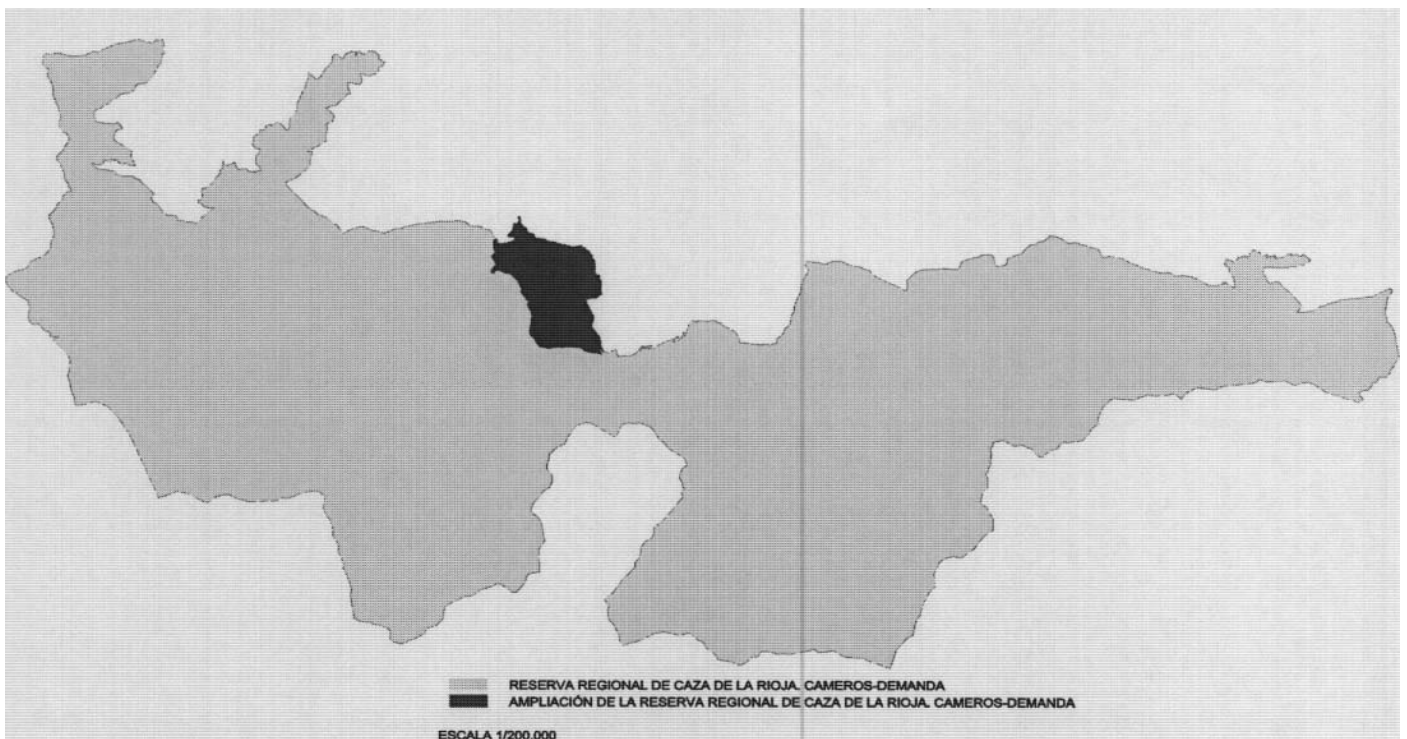 RESERVA REGIONAL DE CAZA DE LA RIOJA. CAMEROS-DEMANDA
AMPLIACIÓN DE LA RESERVA REGIONAL DE CAZA DE LA RIOJA. CAMEROS-DEMANDA
ESCALA 1/200.000